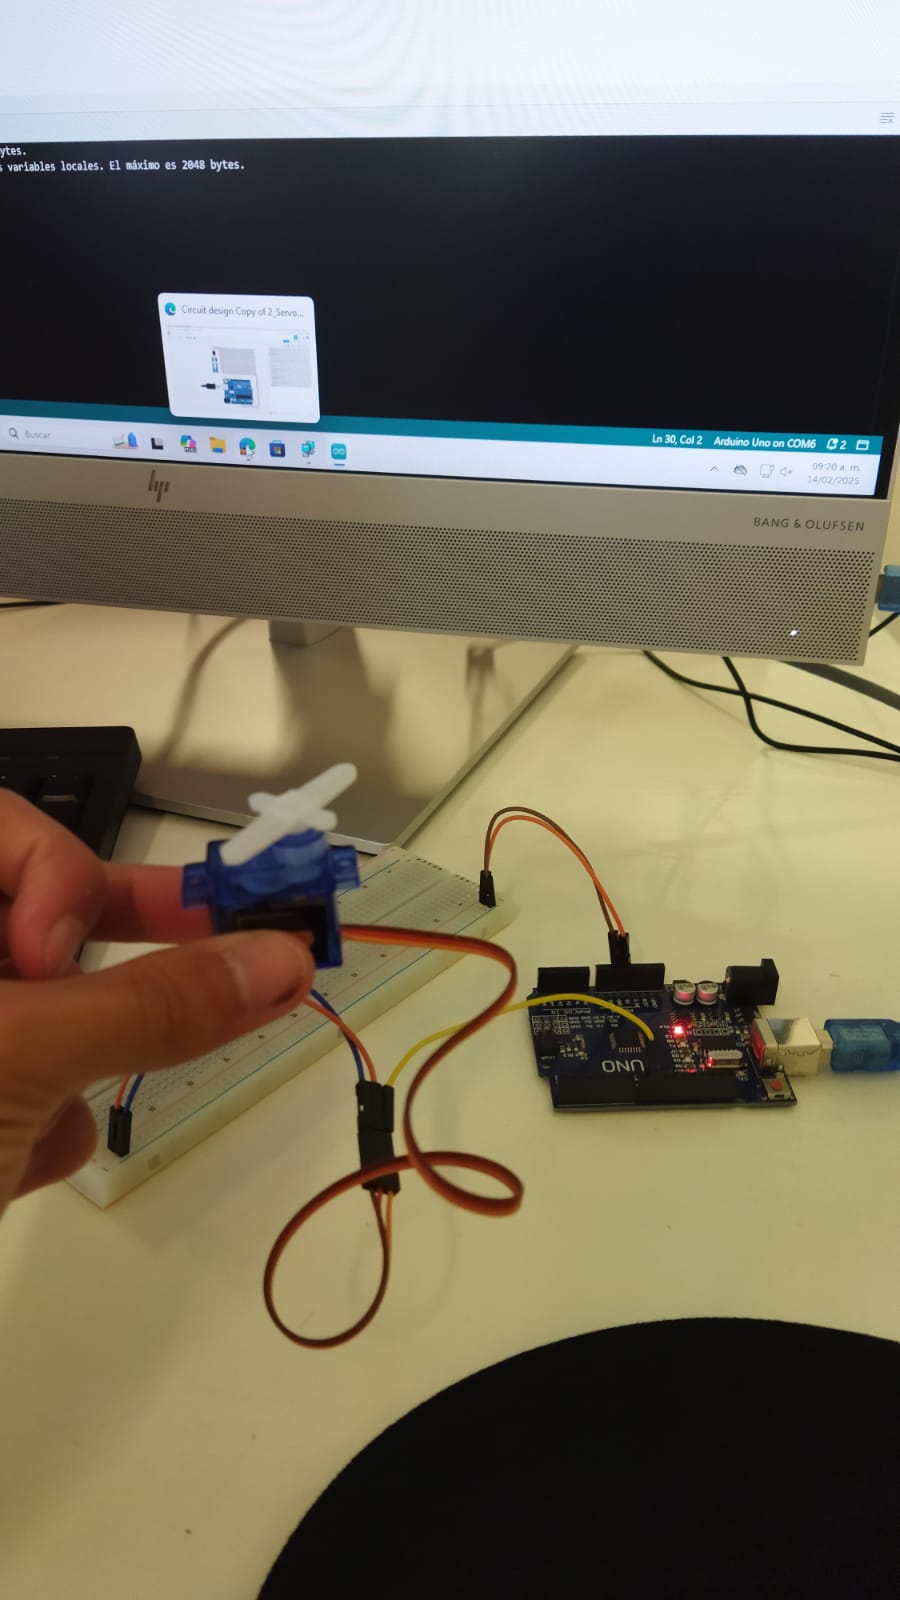 ytes.
s variables locales. El máximo es 2048 bytes.
Circuit design Copy of 2_Servo...
Buscar
Ln 30, Col 2 Arduino Uno on COM6 2
09:20 a. m.
14/02/2025
hp
BANG & OLUFSEN
UNO